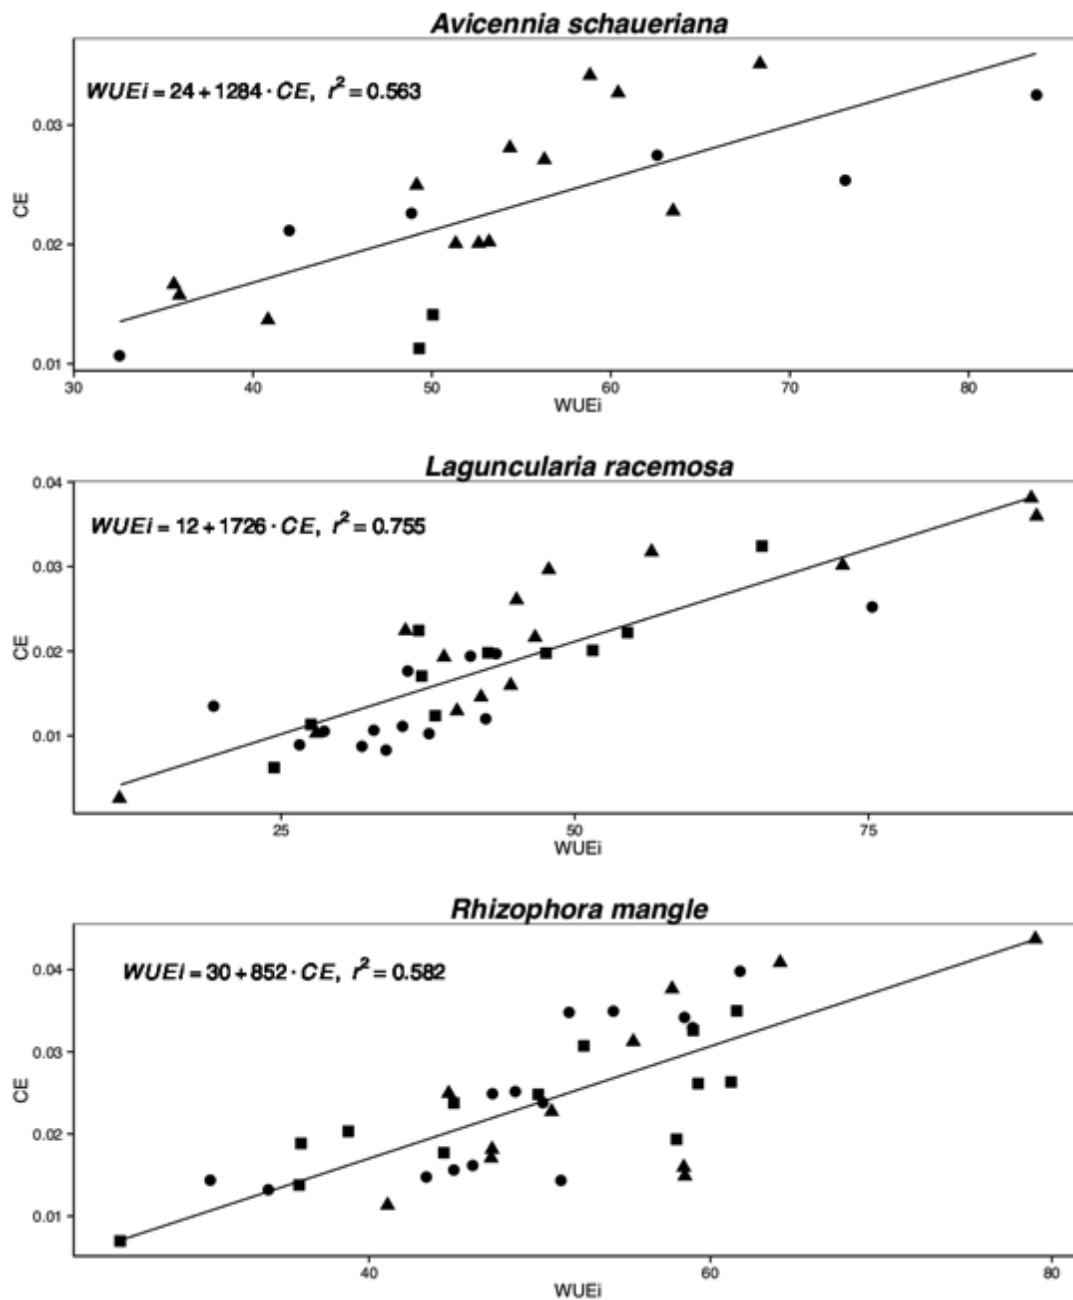 Avicennia schaueriana
WUEi = 24 + 1284 · CE, r² = 0.563
0.03
0.02
0.01
CE
30 40 50 60 70 80
WUEi
Laguncularia racemosa
WUEi = 12 + 1726 · CE, r² = 0.755
0.04
0.03
0.02
0.01
CE
25 50 75
WUEi
Rhizophora mangle
WUEi = 30 + 852 · CE, r² = 0.582
0.04
0.03
0.02
0.01
CE
40 60 80
WUEi